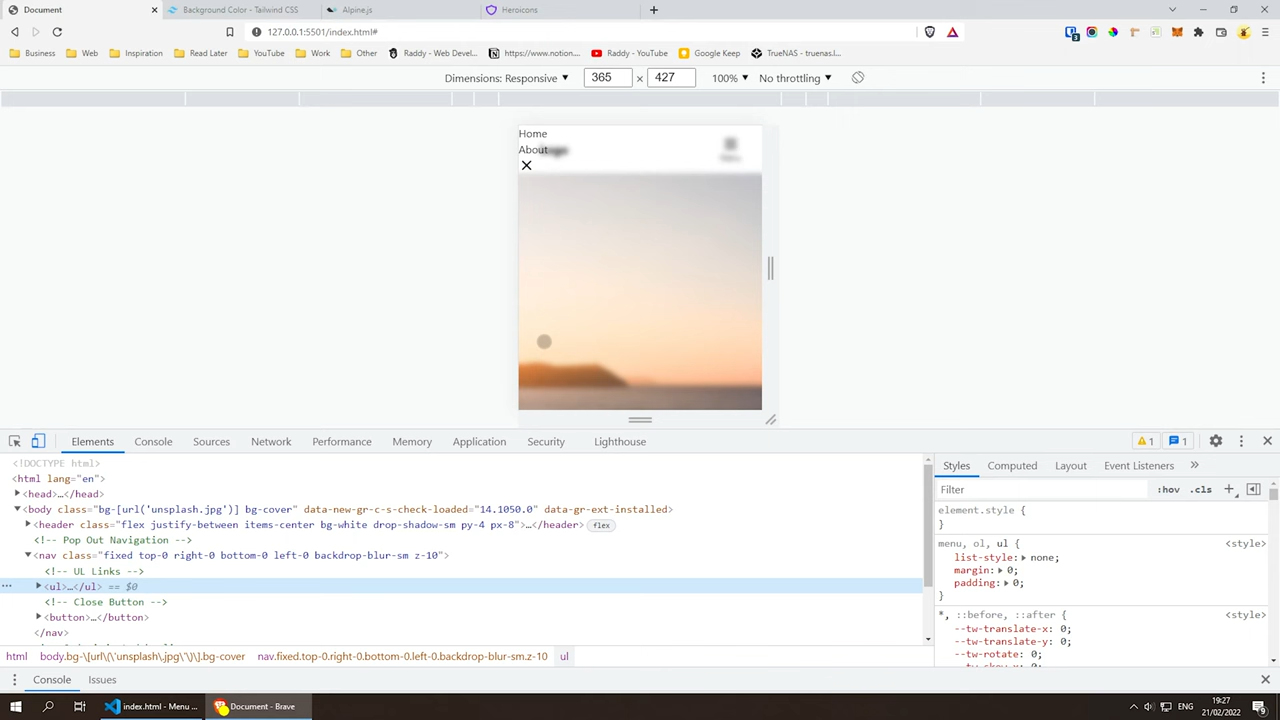 Document
Background Color - Tailwind CSS
Alpine.js
Heroicons
127.0.0.1:5501/index.html#
Business
Web
Inspiration
Read Later
YouTube
Work
Other
Raddy - Web Devel...
https://www.notion...
Raddy - YouTube
Google Keep
TrueNAS - truenas.l...
Dimensions: Responsive
365
×
427
100%
No throttling
Home
About
Elements
Console
Sources
Network
Performance
Memory
Application
Security
Lighthouse
1
1
<!DOCTYPE html>
<html lang="en">
<head>…</head>
<body class="bg-[url('unsplash.jpg')] bg-cover" data-new-gr-c-s-check-loaded="14.1050.0" data-gr-ext-installed>
<header class="flex justify-between items-center bg-white drop-shadow-sm py-4 px-8">…</header> flex
<!-- Pop Out Navigation -->
<nav class="fixed top-0 right-0 bottom-0 left-0 backdrop-blur-sm z-10">
<!-- UL Links -->
<ul>…</ul> == $0
<!-- Close Button -->
<button>…</button>
</nav>
html
body.bg-\[url\(\'unsplash\.jpg\'\)\].bg-cover
nav.fixed.top-0.right-0.bottom-0.left-0.backdrop-blur-sm.z-10
ul
Styles
Computed
Layout
Event Listeners
Filter
:hov
.cls
element.style {
}
menu, ol, ul {
<style>
list-style: none;
margin: 0;
padding: 0;
}
*, ::before, ::after {
<style>
--tw-translate-x: 0;
--tw-translate-y: 0;
--tw-rotate: 0;
--tw-skew-x: 0;
Console
Issues
index.html - Menu ...
Document - Brave
ENG
19:27
21/02/2022